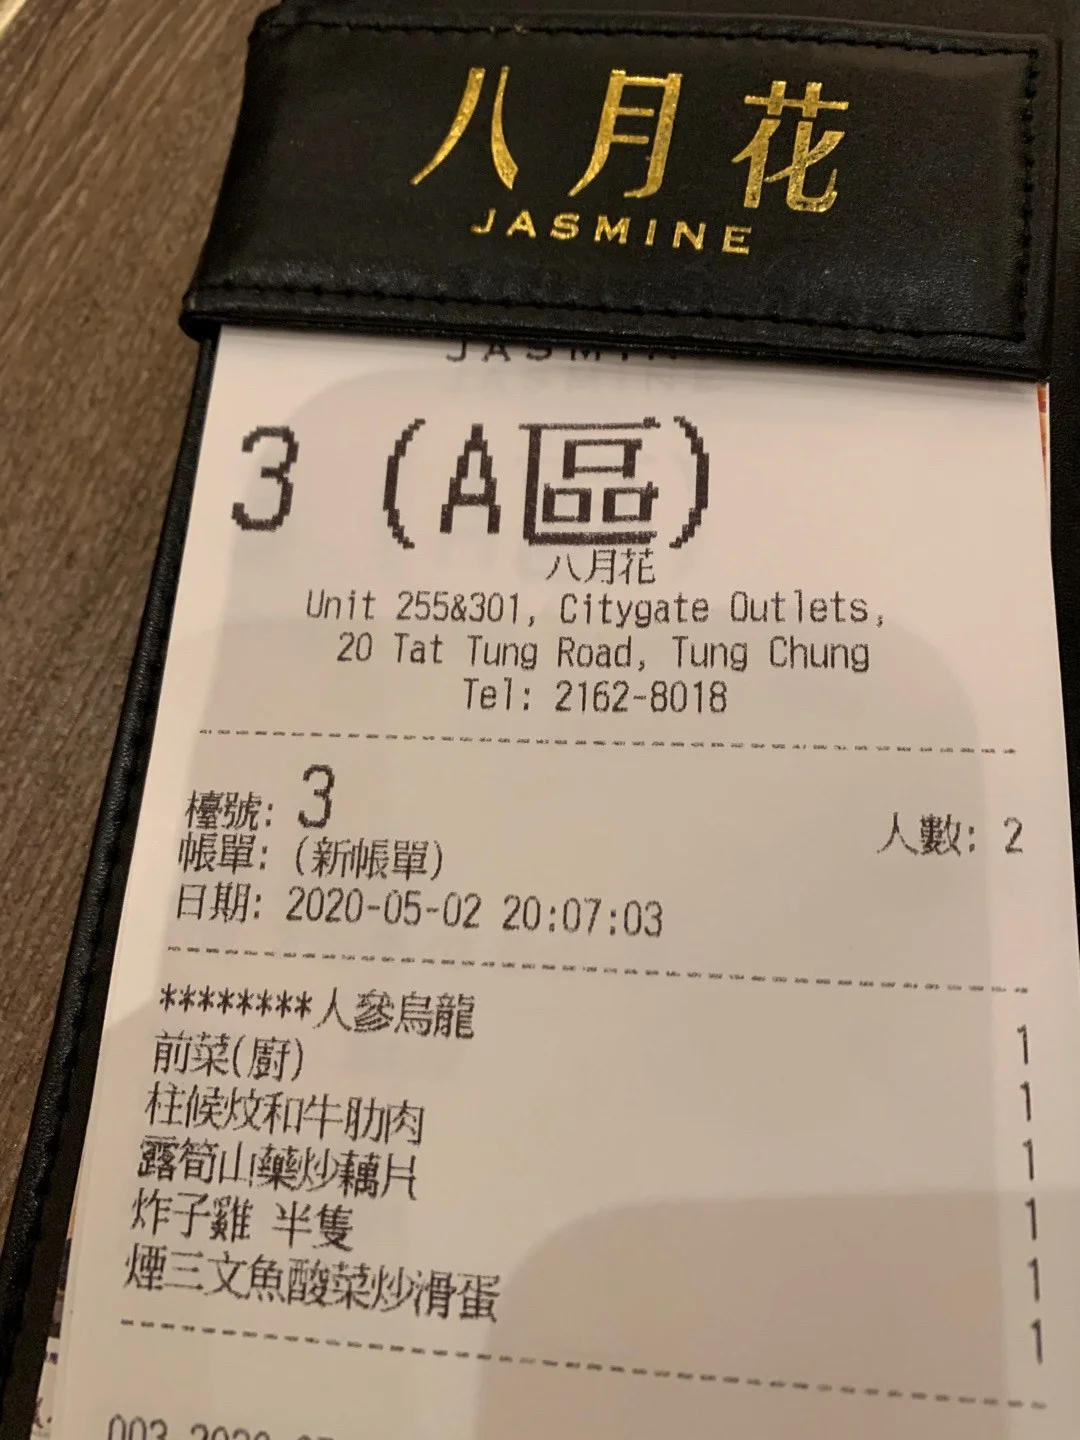 八月花
JASMINE
JASMINE
3 (A區)
八月花
Unit 255&301, Citygate Outlets,
20 Tat Tung Road, Tung Chung
Tel: 2162-8018
檯號: 3 人數: 2
帳單: (新帳單)
日期: 2020-05-02 20:07:03
********人參烏龍 1
前菜(廚) 1
柱候炆和牛肋肉 1
露筍山藥炒藕片 1
炸子雞 半隻 1
煙三文魚酸菜炒滑蛋 1
003 2020